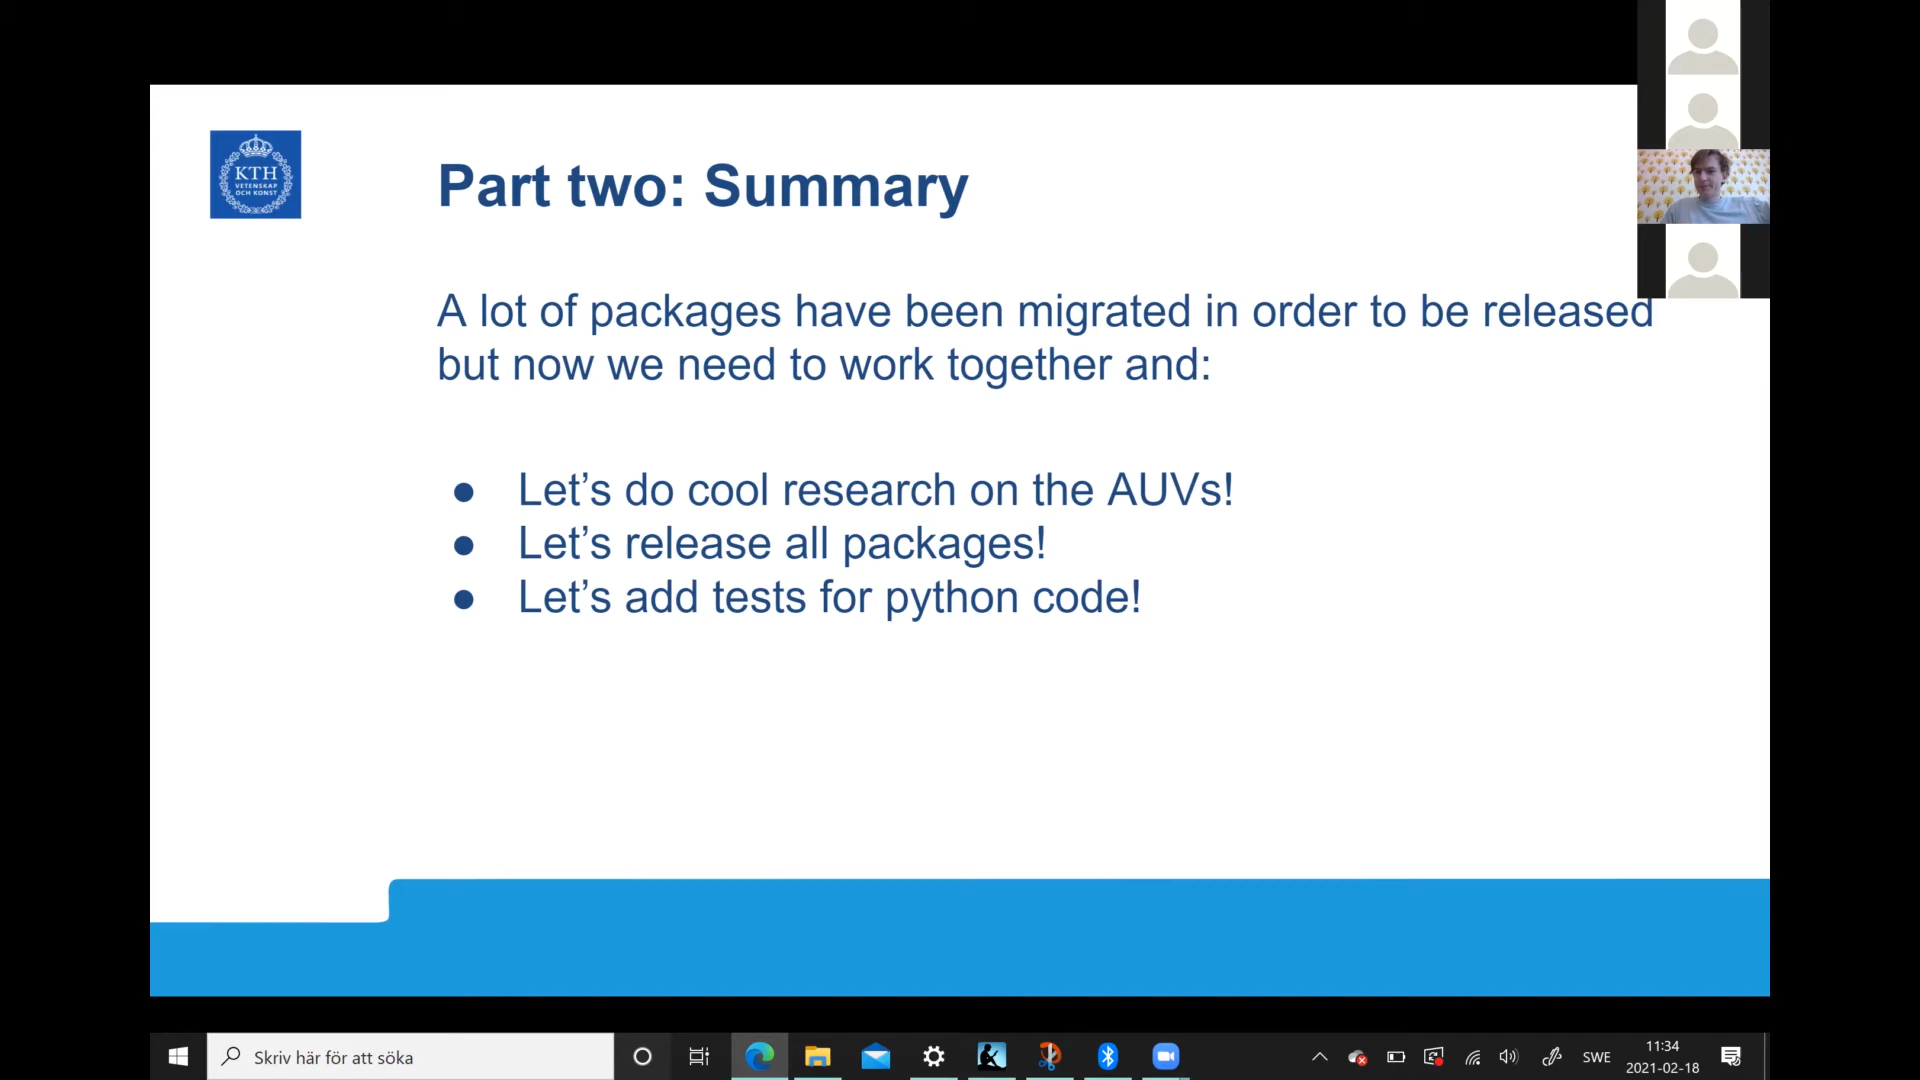 KTH
VETENSKAP
OCH KONST
Part two: Summary
A lot of packages have been migrated in order to be released
but now we need to work together and:
● Let’s do cool research on the AUVs!
● Let’s release all packages!
● Let’s add tests for python code!
Skriv här för att söka
SWE
11:34
2021-02-18